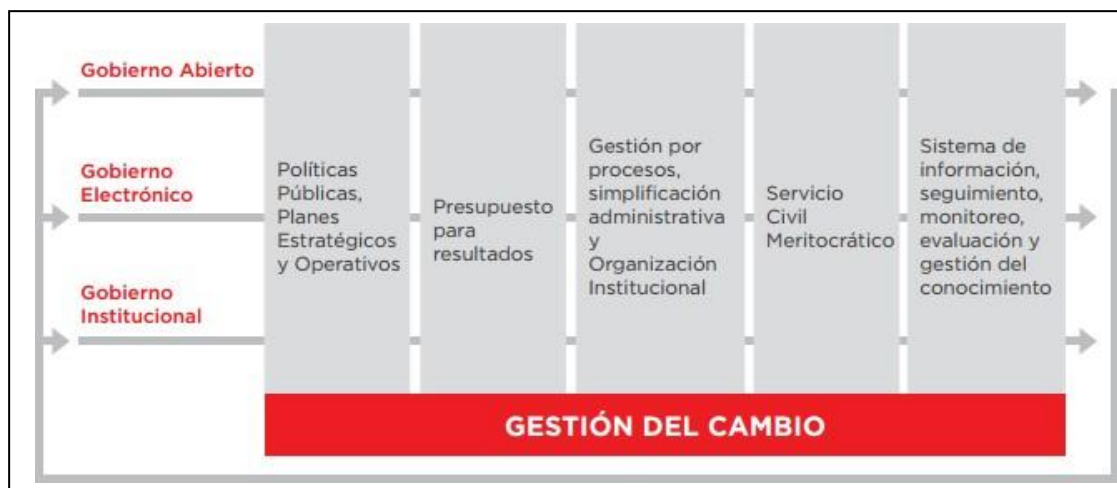 Gobierno Abierto
Gobierno
Electrónico
Gobierno
Institucional
Políticas
Públicas,
Planes
Estratégicos
y Operativos
Presupuesto
para
resultados
Gestión por
procesos,
simplificación
administrativa
y
Organización
Institucional
Servicio
Civil
Meritocrático
Sistema de
información,
seguimiento,
monitoreo,
evaluación y
gestión del
conocimiento
GESTIÓN DEL CAMBIO